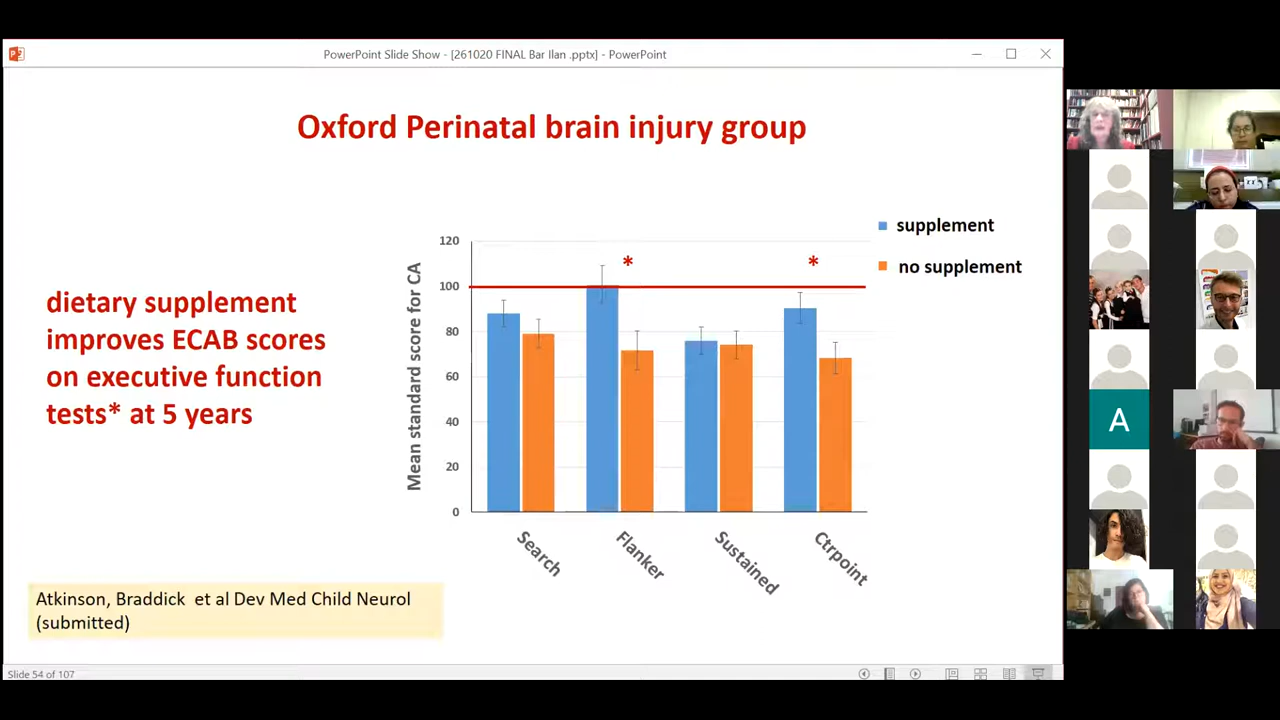 PowerPoint Slide Show - [261020 FINAL Bar Ilan .pptx] - PowerPoint
Oxford Perinatal brain injury group
dietary supplement
improves ECAB scores
on executive function
tests* at 5 years
supplement
no supplement
Mean standard score for CA
120
100
80
60
40
20
0
*
*
Search
Flanker
Sustained
Ctrpoint
Atkinson, Braddick et al Dev Med Child Neurol
(submitted)
Slide 54 of 107
A